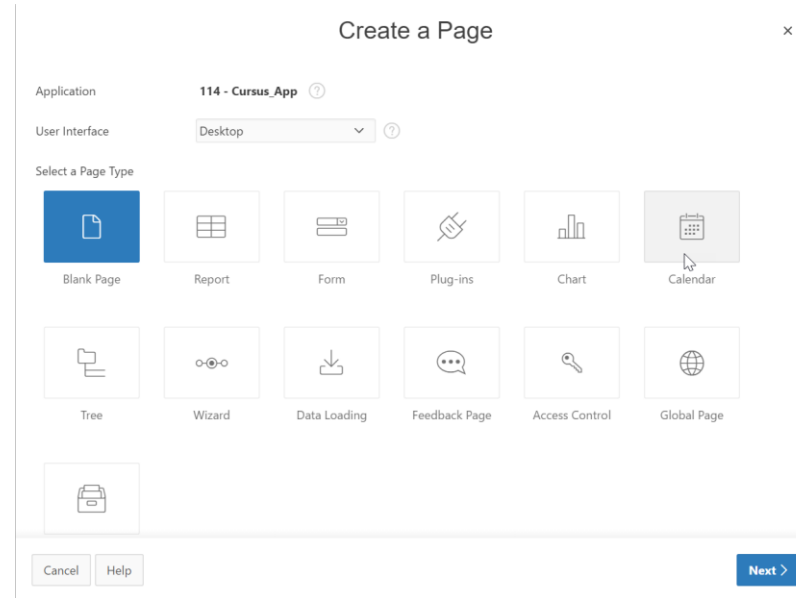 Create a Page
Application 114 - Cursus_App
User Interface Desktop
Select a Page Type
Blank Page Report Form Plug-ins Chart Calendar
Tree Wizard Data Loading Feedback Page Access Control Global Page
Cancel Help Next